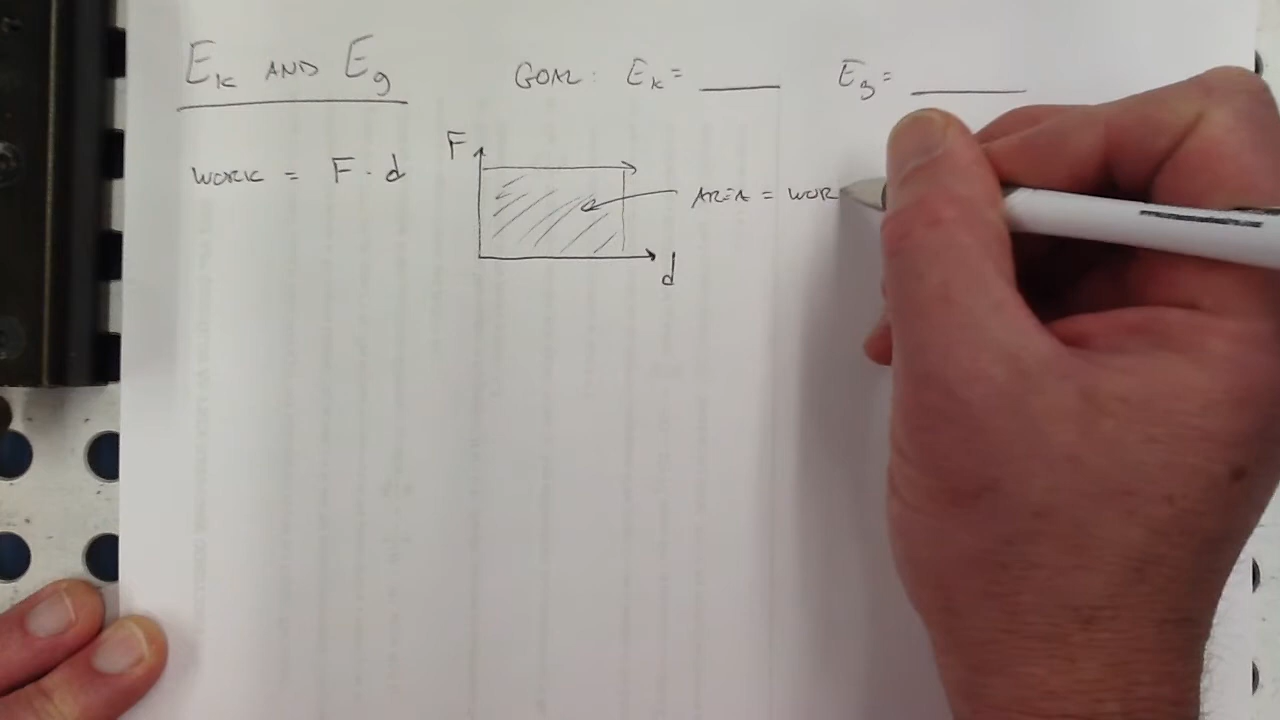 Ek AND Eg
GOAL: Ek = ____ Eg = ____
WORK = F · d
F
AREA = WOR
d